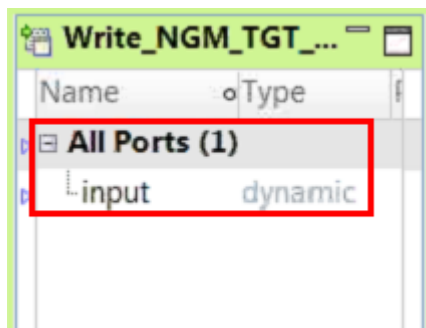 Write_NGM_TGT_...
Name Type
All Ports (1)
input dynamic